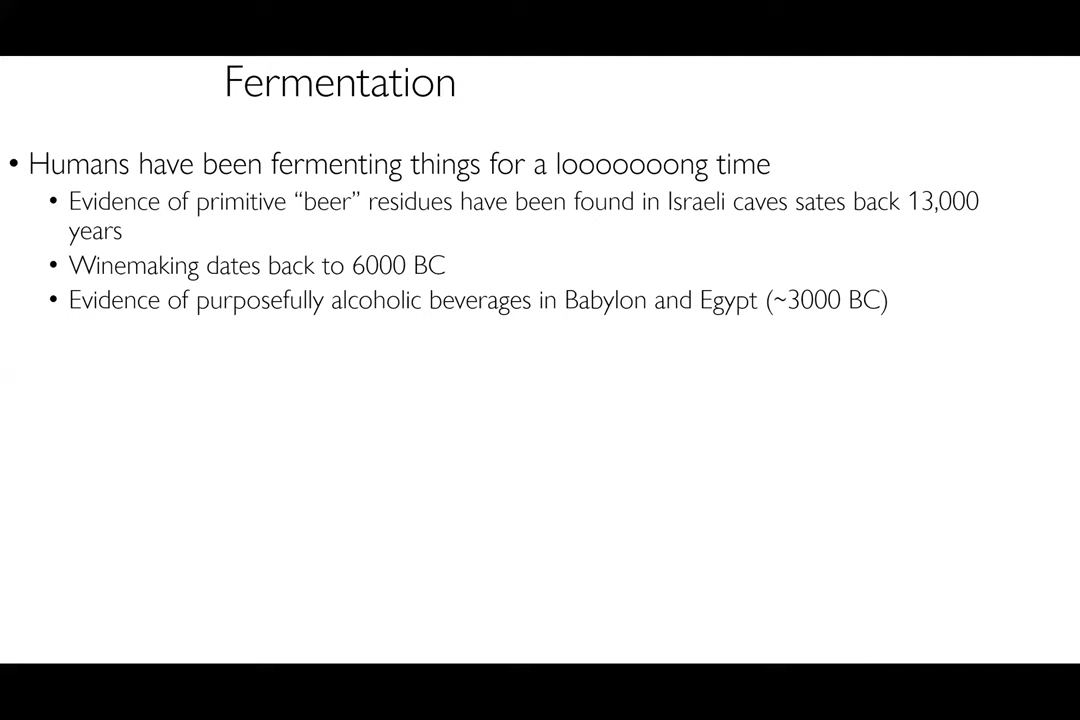 Fermentation
• Humans have been fermenting things for a looooooong time
• Evidence of primitive “beer” residues have been found in Israeli caves sates back 13,000
years
• Winemaking dates back to 6000 BC
• Evidence of purposefully alcoholic beverages in Babylon and Egypt (~3000 BC)